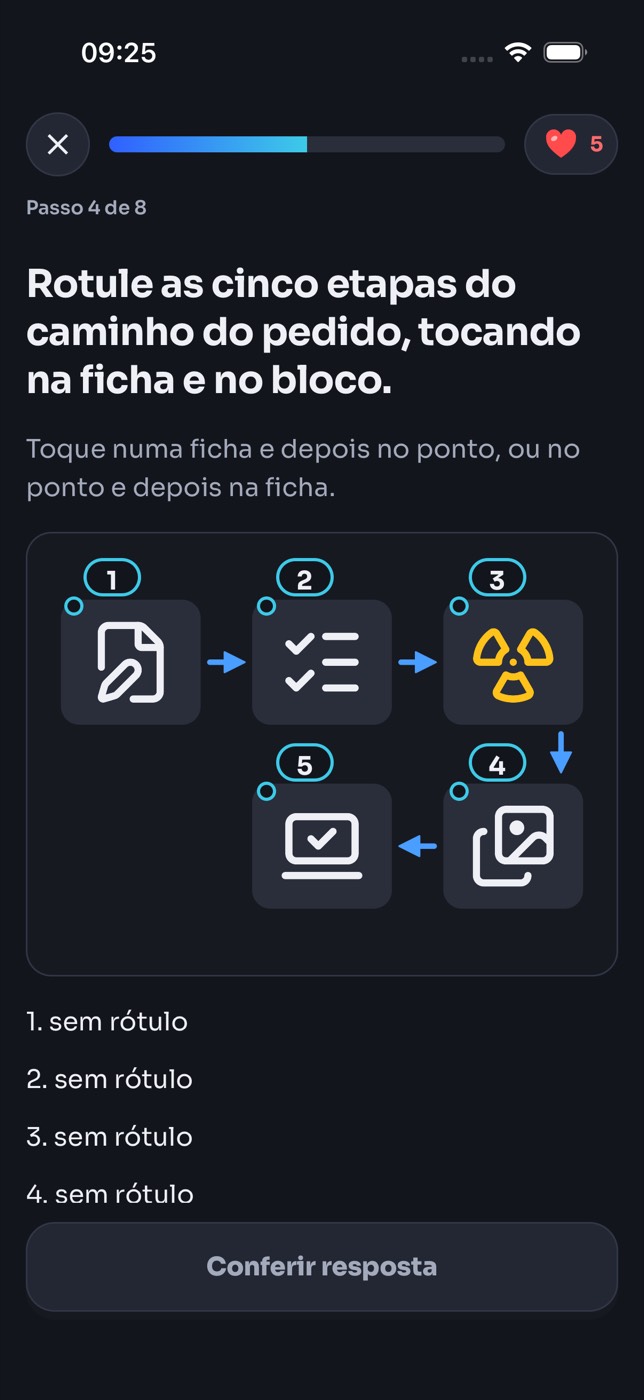 09:25
5
Passo 4 de 8
Rotule as cinco etapas do
caminho do pedido, tocando
na ficha e no bloco.
Toque numa ficha e depois no ponto, ou no
ponto e depois na ficha.
1
2
3
5
4
1. sem rótulo
2. sem rótulo
3. sem rótulo
4. sem rótulo
Conferir resposta